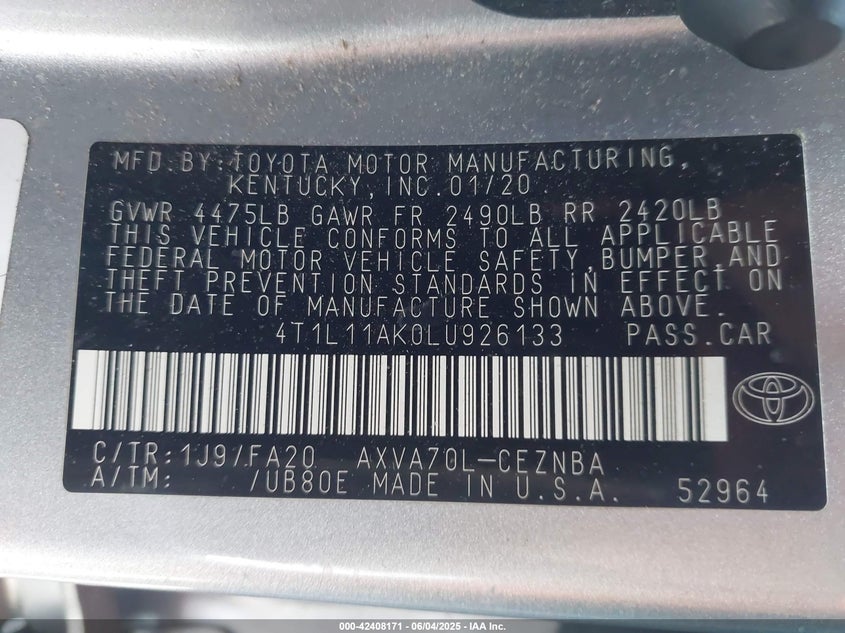 MFD.BY:TOYOTA MOTOR MANUFACTURING,
KENTUCKY,INC.01/20
GVWR 4475LB GAWR FR 2490LB RR 2420LB
THIS VEHICLE CONFORMS TO ALL APPLICABLE
FEDERAL MOTOR VEHICLE SAFETY,BUMPER,AND
THEFT PREVENTION STANDARDS IN EFFECT ON
THE DATE OF MANUFACTURE SHOWN ABOVE.
4T1L11AK0LU926133 PASS.CAR
C/TR:1J9/FA20 AXVA70L-CEZNBA
A/TM: /UB80E MADE IN U.S.A. 52964
000-42408171 | 06/04/2025 – IAA Inc.